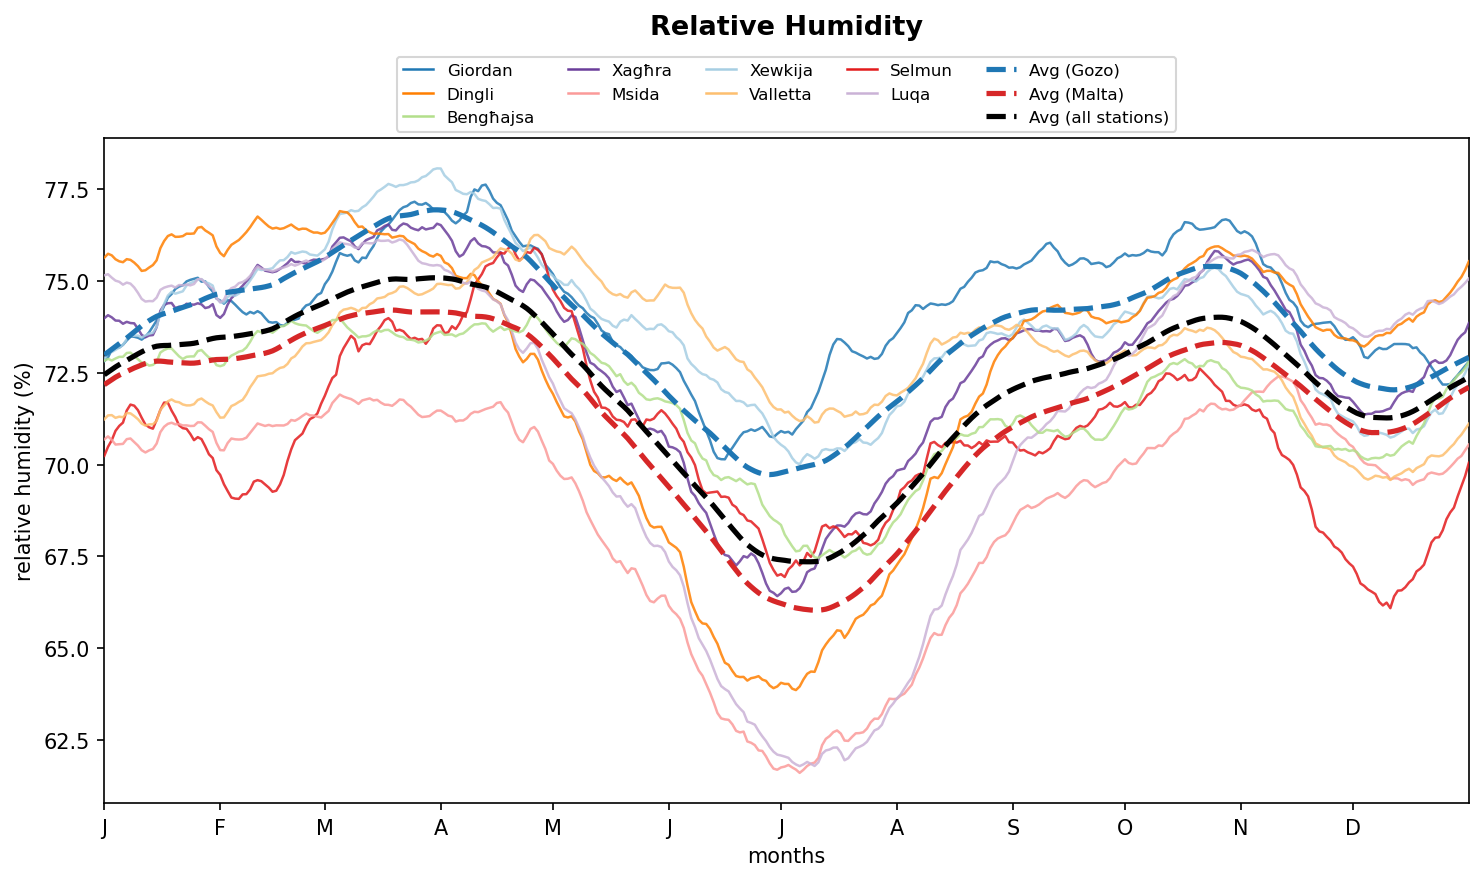 Relative Humidity
Giordan Xagħra Xewkija Selmun Avg (Gozo)
Dingli Msida Valletta Luqa Avg (Malta)
Bengħajsa Avg (all stations)
77.5
75.0
72.5
70.0
67.5
65.0
62.5
relative humidity (%)
J F M A M J J A S O N D
months